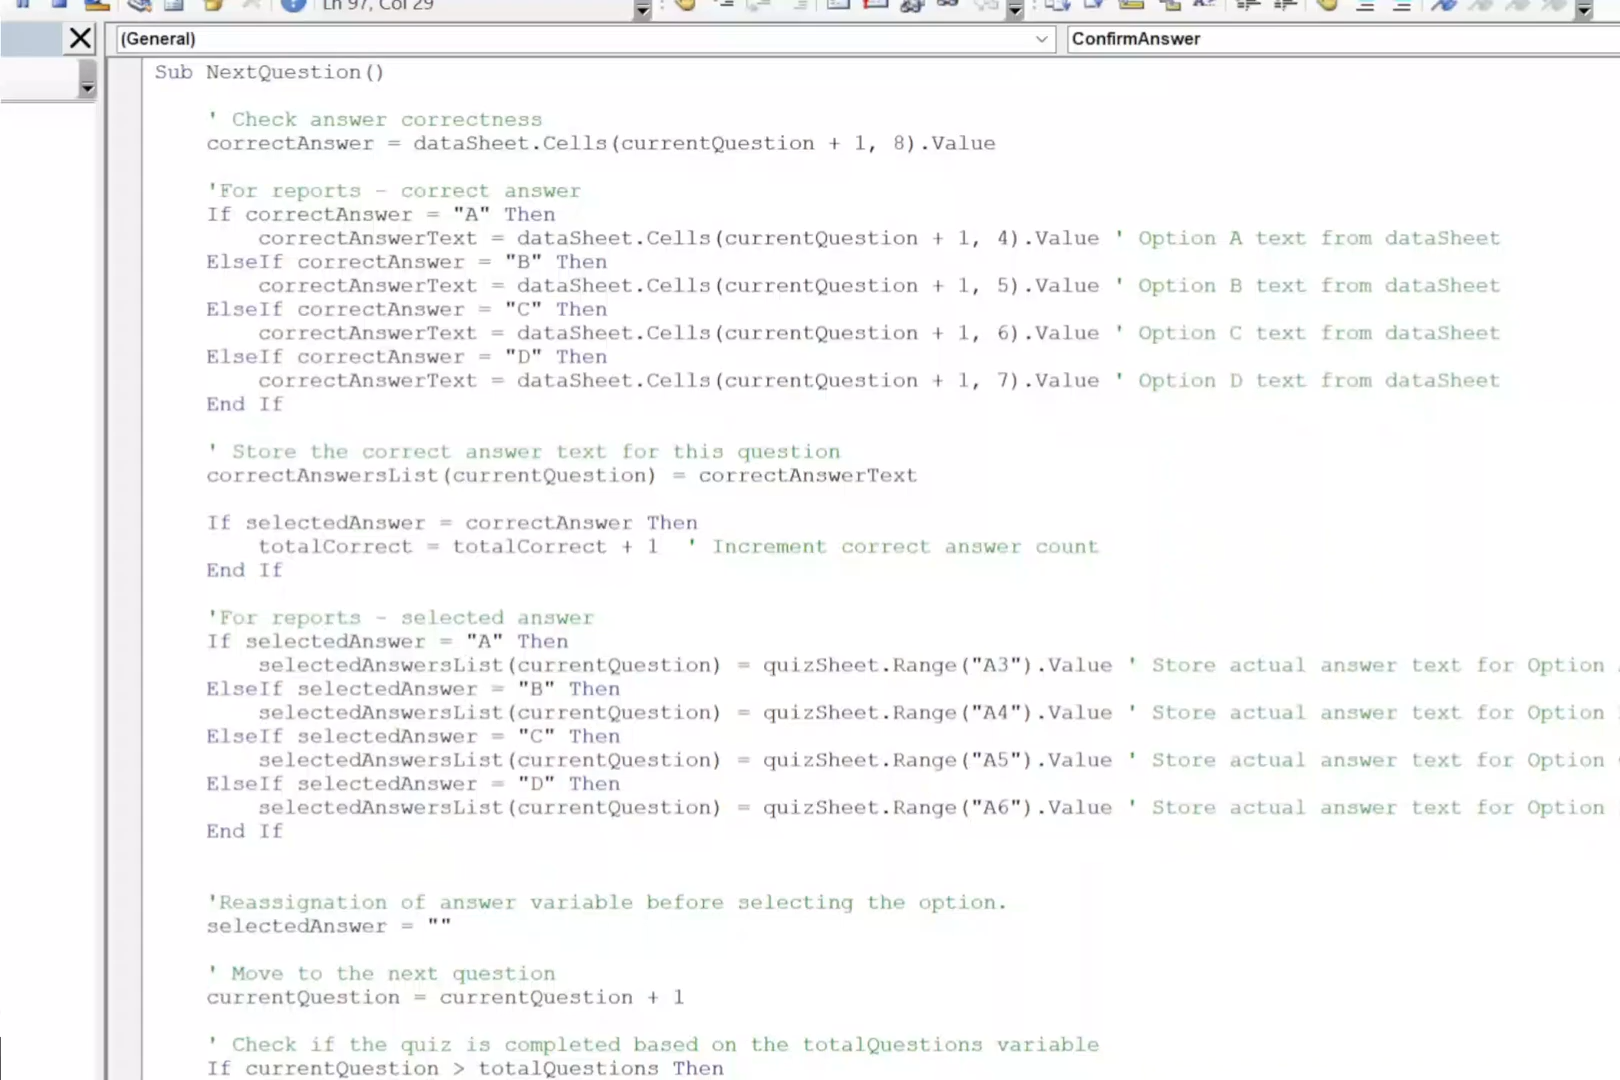 Ln 97, Col 29
(General)
ConfirmAnswer
Sub NextQuestion()
' Check answer correctness
correctAnswer = dataSheet.Cells(currentQuestion + 1, 8).Value
'For reports - correct answer
If correctAnswer = "A" Then
correctAnswerText = dataSheet.Cells(currentQuestion + 1, 4).Value ' Option A text from dataSheet
ElseIf correctAnswer = "B" Then
correctAnswerText = dataSheet.Cells(currentQuestion + 1, 5).Value ' Option B text from dataSheet
ElseIf correctAnswer = "C" Then
correctAnswerText = dataSheet.Cells(currentQuestion + 1, 6).Value ' Option C text from dataSheet
ElseIf correctAnswer = "D" Then
correctAnswerText = dataSheet.Cells(currentQuestion + 1, 7).Value ' Option D text from dataSheet
End If
' Store the correct answer text for this question
correctAnswersList(currentQuestion) = correctAnswerText
If selectedAnswer = correctAnswer Then
totalCorrect = totalCorrect + 1 ' Increment correct answer count
End If
'For reports - selected answer
If selectedAnswer = "A" Then
selectedAnswersList(currentQuestion) = quizSheet.Range("A3").Value ' Store actual answer text for Option
ElseIf selectedAnswer = "B" Then
selectedAnswersList(currentQuestion) = quizSheet.Range("A4").Value ' Store actual answer text for Option
ElseIf selectedAnswer = "C" Then
selectedAnswersList(currentQuestion) = quizSheet.Range("A5").Value ' Store actual answer text for Option
ElseIf selectedAnswer = "D" Then
selectedAnswersList(currentQuestion) = quizSheet.Range("A6").Value ' Store actual answer text for Option
End If
'Reassignation of answer variable before selecting the option.
selectedAnswer = ""
' Move to the next question
currentQuestion = currentQuestion + 1
' Check if the quiz is completed based on the totalQuestions variable
If currentQuestion > totalQuestions Then